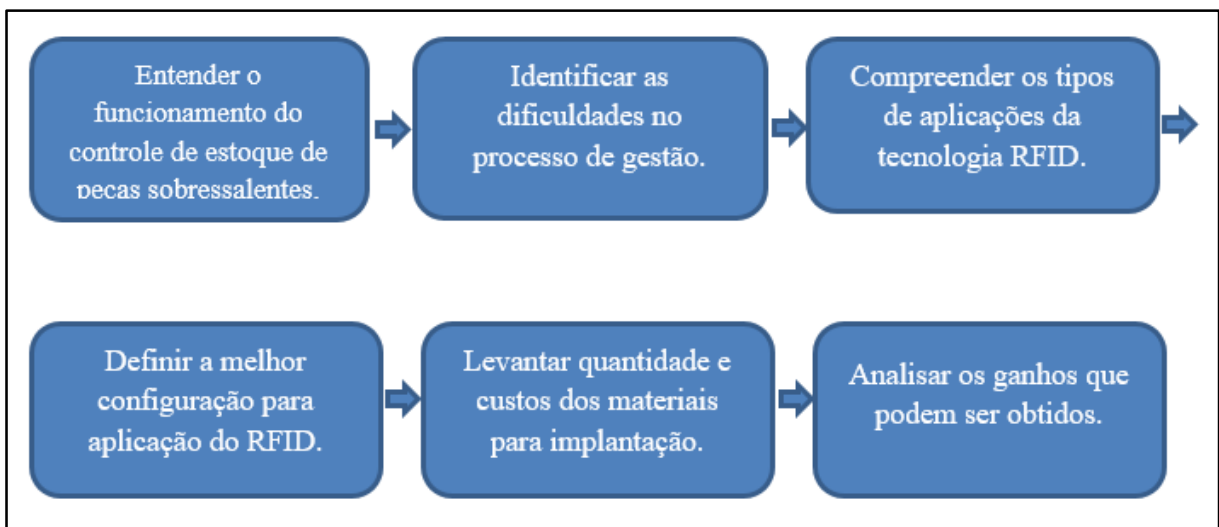 Entender o
funcionamento do
controle de estoque de
peças sobressalentes.
Identificar as
dificuldades no
processo de gestão.
Compreender os tipos
de aplicações da
tecnologia RFID.
Definir a melhor
configuração para
aplicação do RFID.
Levantar quantidade e
custos dos materiais
para implantação.
Analisar os ganhos que
podem ser obtidos.